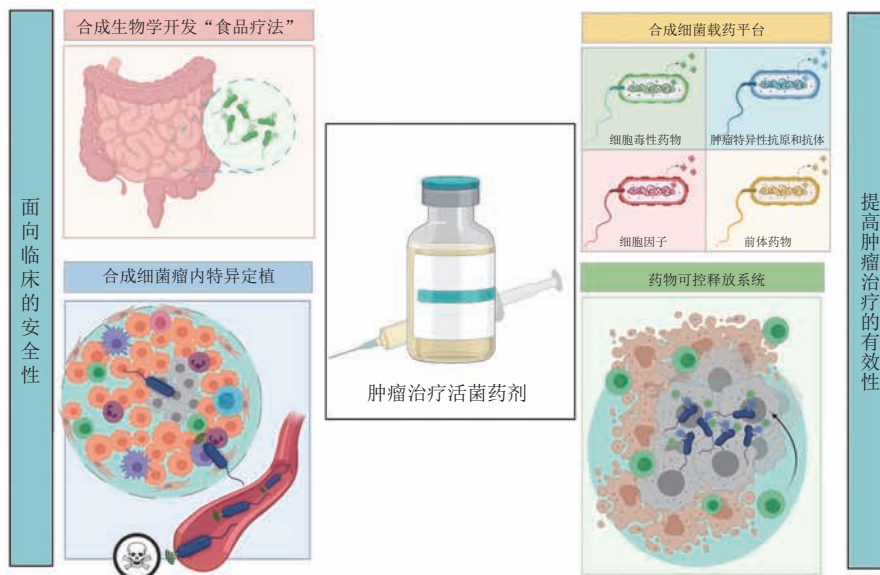 面向临床的安全性
合成生物学开发“食品疗法”
合成细菌瘤内特异定植
肿瘤治疗活菌药剂
合成细菌载药平台
细胞毒性药物
肿瘤特异性抗原和抗体
细胞因子
前体药物
药物可控释放系统
提高肿瘤治疗的有效性